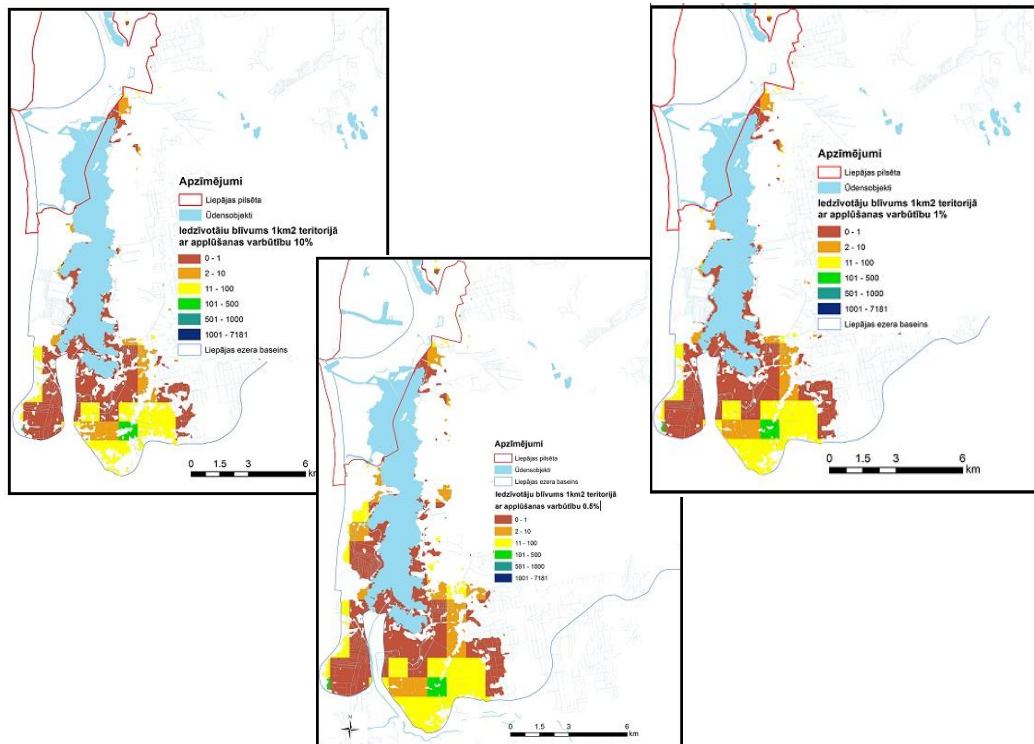 Apzīmējumi
Liepājas pilsēta
Ūdensobjekti
Iedzīvotāju blīvums 1km2 teritorijā
ar applūšanas varbūtību 10%
0 - 1
2 - 10
11 - 100
101 - 500
501 - 1000
1001 - 7181
Liepājas ezera baseins
0 1.5 3 6
km
Apzīmējumi
Liepājas pilsēta
Ūdensobjekti
Iedzīvotāju blīvums 1km2 teritorijā
ar applūšanas varbūtību 1%
0 - 1
2 - 10
11 - 100
101 - 500
501 - 1000
1001 - 7181
Liepājas ezera baseins
0 1.5 3 6
km
Apzīmējumi
Liepājas pilsēta
Ūdensobjekti
Liepājas ezera baseins
Iedzīvotāju blīvums 1km2 teritorijā
ar applūšanas varbūtību 0.5%
0 - 1
2 - 10
11 - 100
101 - 500
501 - 1000
1001 - 7181
N
0 1.5 3 6
km